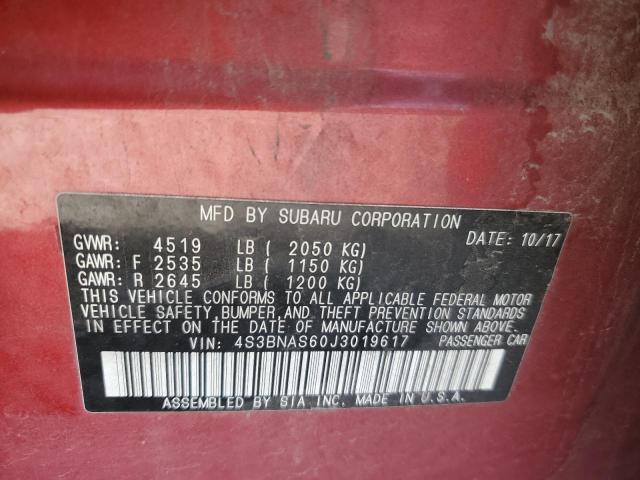 MFD BY SUBARU CORPORATION
DATE: 10/17
GVWR: 4519 LB ( 2050 KG)
GAWR: F 2535 LB ( 1150 KG)
GAWR: R 2645 LB ( 1200 KG)
THIS VEHICLE CONFORMS TO ALL APPLICABLE FEDERAL MOTOR
VEHICLE SAFETY,BUMPER,AND THEFT PREVENTION STANDARDS
IN EFFECT ON THE DATE OF MANUFACTURE SHOWN ABOVE.
VIN: 4S3BNAS60J3019617 PASSENGER CAR
ASSEMBLED BY SIA INC. MADE IN U.S.A.